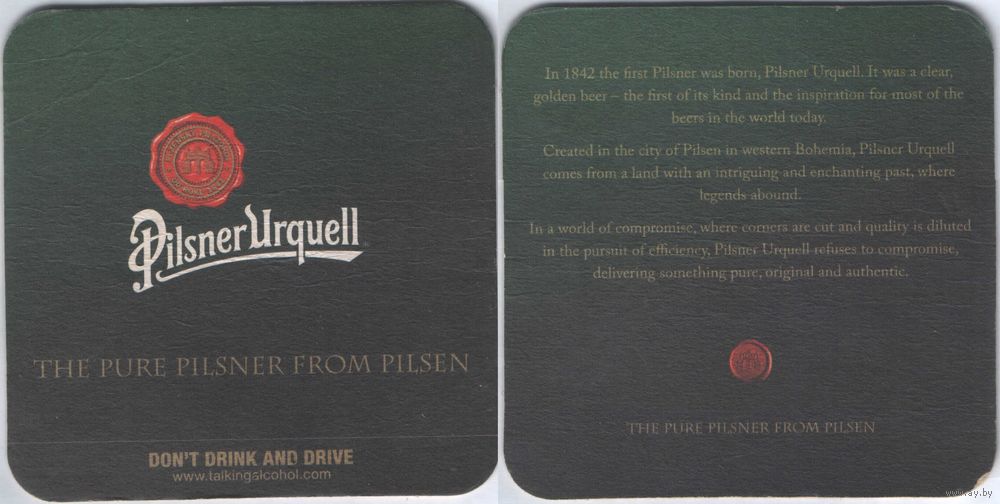 Pilsner Urquell
THE PURE PILSNER FROM PILSEN
DON'T DRINK AND DRIVE
www.talkingalcohol.com
In 1842 the first Pilsner was born, Pilsner Urquell. It was a clear,
golden beer – the first of its kind and the inspiration for most of the
beers in the world today.
Created in the city of Pilsen in western Bohemia, Pilsner Urquell
comes from a land with an intriguing and enchanting past, where
legends abound.
In a world of compromise, where corners are cut and quality is diluted
in the pursuit of efficiency, Pilsner Urquell refuses to compromise,
delivering something pure, original and authentic.
THE PURE PILSNER FROM PILSEN